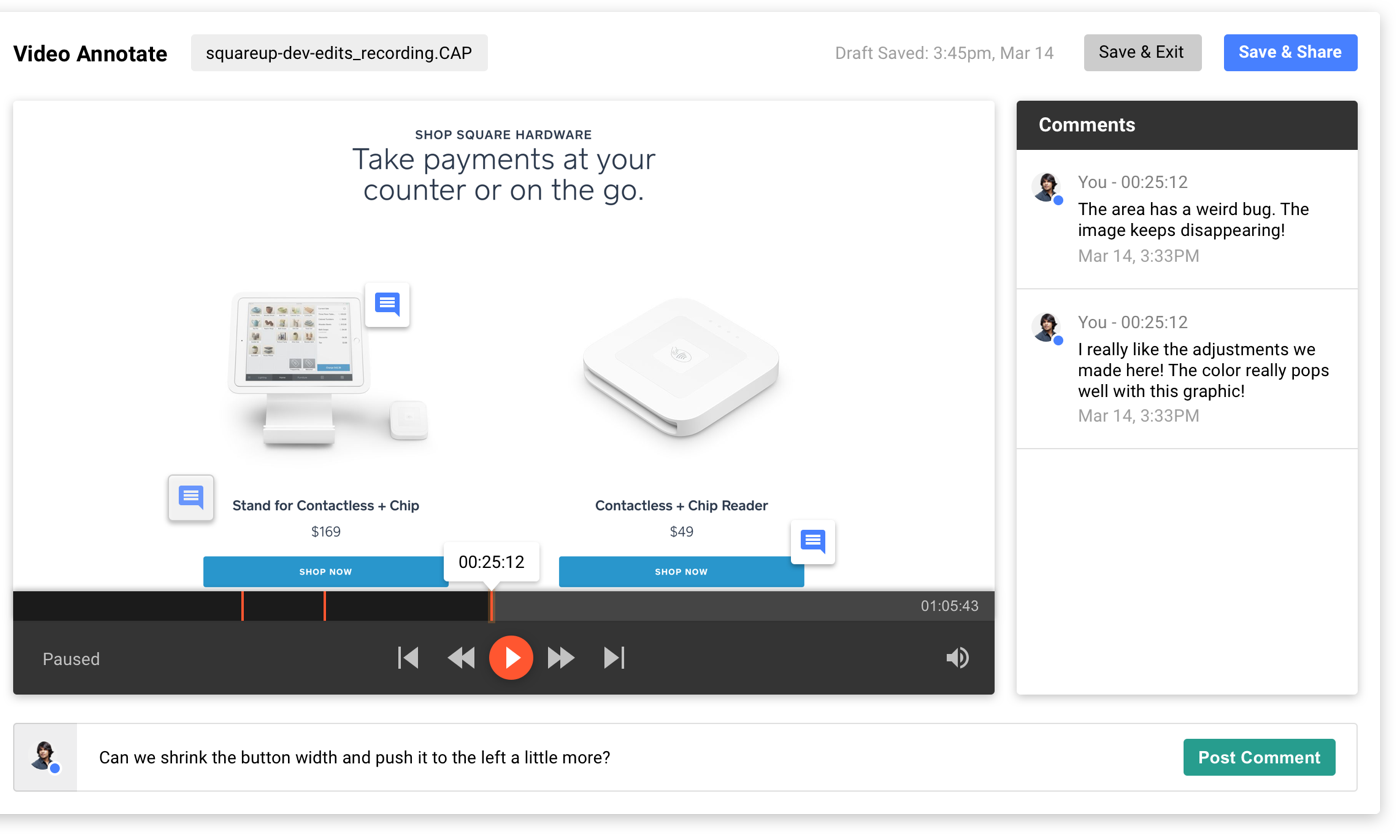 Video Annotate
squareup-dev-edits_recording.CAP
Draft Saved: 3:45pm, Mar 14
Save & Exit
Save & Share
SHOP SQUARE HARDWARE
Take payments at your
counter or on the go.
Stand for Contactless + Chip
$169
SHOP NOW
Contactless + Chip Reader
$49
SHOP NOW
00:25:12
01:05:43
Paused
Comments
You - 00:25:12
The area has a weird bug. The
image keeps disappearing!
Mar 14, 3:33PM
You - 00:25:12
I really like the adjustments we
made here! The color really pops
well with this graphic!
Mar 14, 3:33PM
Can we shrink the button width and push it to the left a little more?
Post Comment